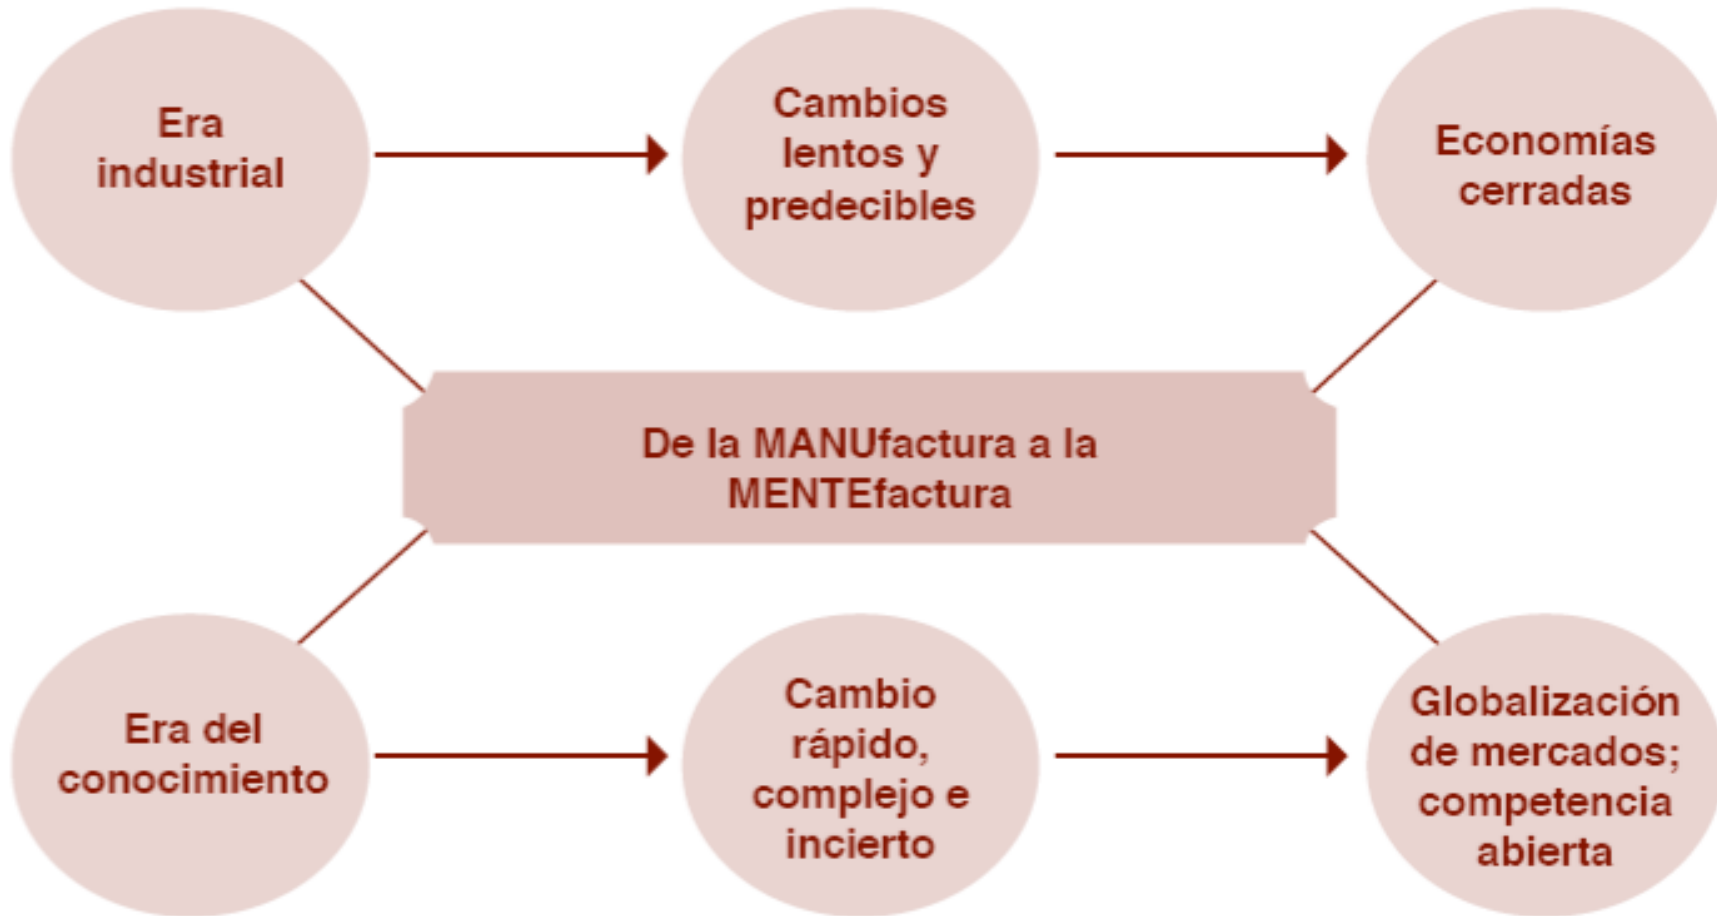 Era
industrial
Cambios
lentos y
predecibles
Economías
cerradas
De la MANUfactura a la
MENTEfactura
Era del
conocimiento
Cambio
rápido,
complejo e
incierto
Globalización
de mercados;
competencia
abierta